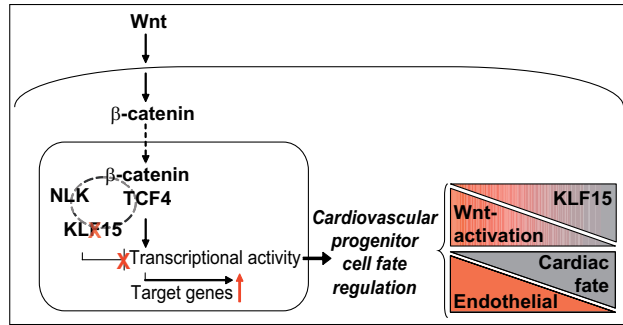 Wnt
β-catenin
β-catenin
NLK
TCF4
KLF15
Transcriptional activity
Target genes
Cardiovascular
progenitor
cell fate
regulation
KLF15
Wnt-
activation
Cardiac
fate
Endothelial